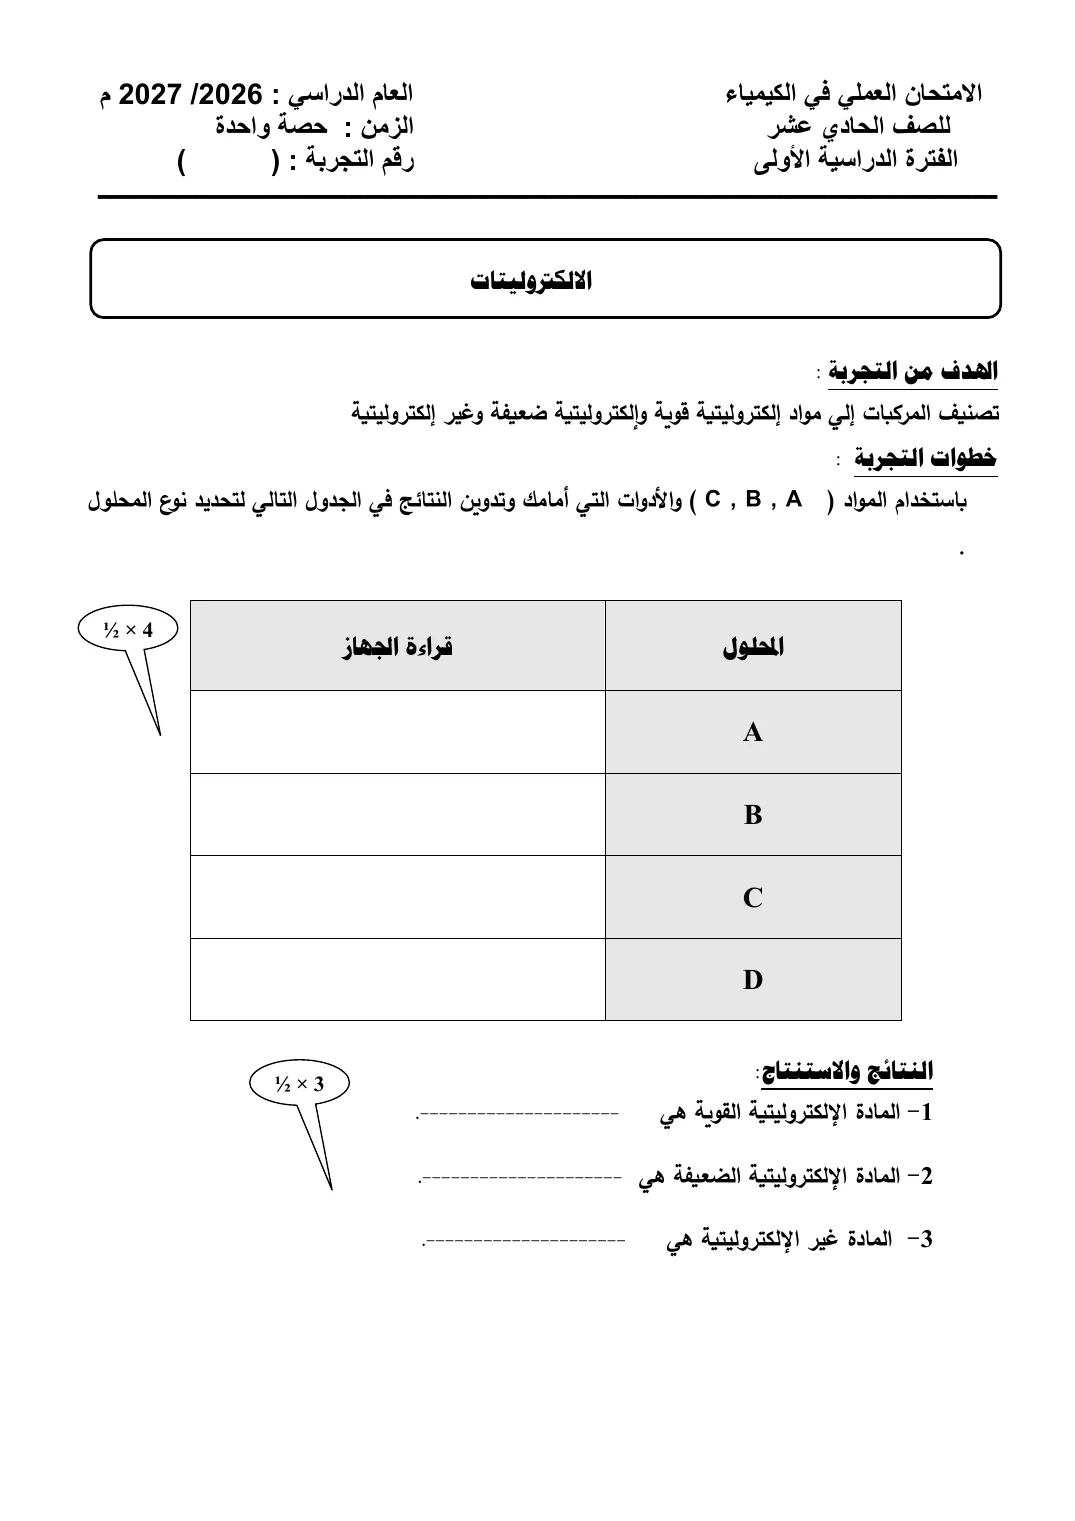 الامتحان العملي في الكيمياء
العام الدراسي : 2026/ 2027 م
للصف الحادي عشر
الزمن : حصة واحدة
الفترة الدراسية الأولى
رقم التجربة : ( )
الالكتروليتات
الهدف من التجربة :
تصنيف المركبات إلي مواد إلكتروليتية قوية وإلكتروليتية ضعيفة وغير إلكتروليتية
خطوات التجربة :
باستخدام المواد ( C , B , A ) والأدوات التي أمامك وتدوين النتائج في الجدول التالي لتحديد نوع المحلول
.
½ × 4
المحلول
قراءة الجهاز
A
B
C
D
النتائج والاستنتاج:
½ × 3
1- المادة الإلكتروليتية القوية هي ---------------------.
2- المادة الإلكتروليتية الضعيفة هي ---------------------.
3- المادة غير الإلكتروليتية هي ---------------------.